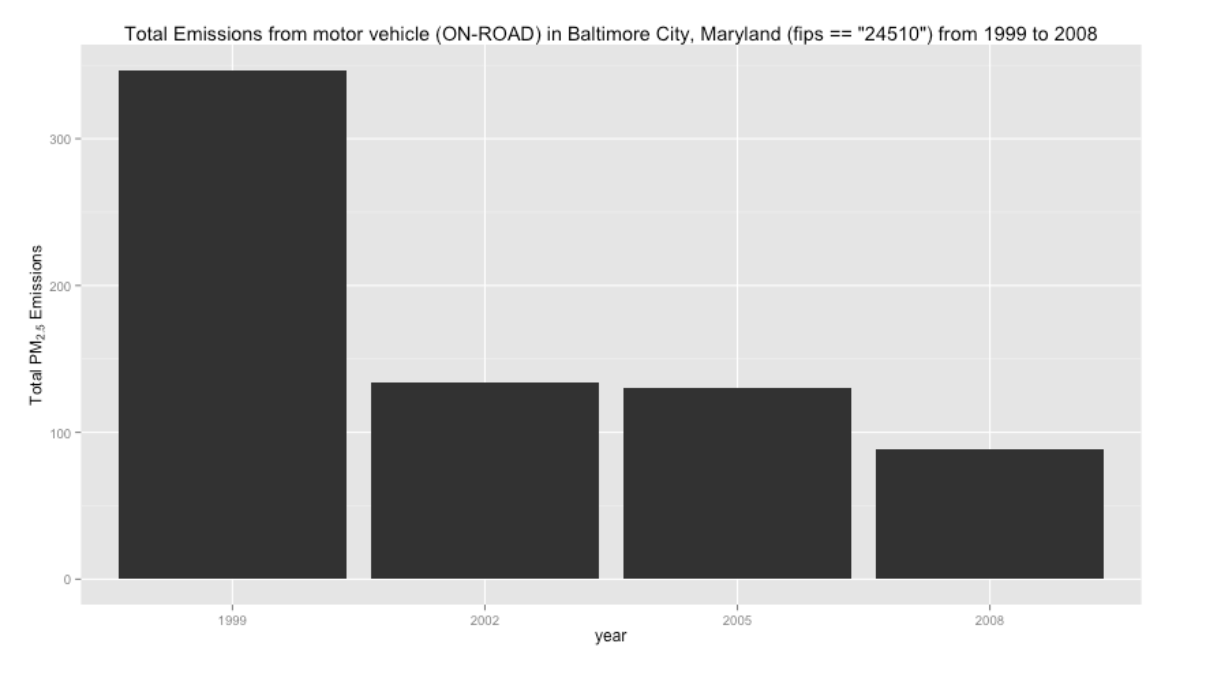 Total Emissions from motor vehicle (ON-ROAD) in Baltimore City, Maryland (fips == "24510") from 1999 to 2008
Total PM2.5 Emissions
300
200
100
0
1999 2002 2005 2008
year